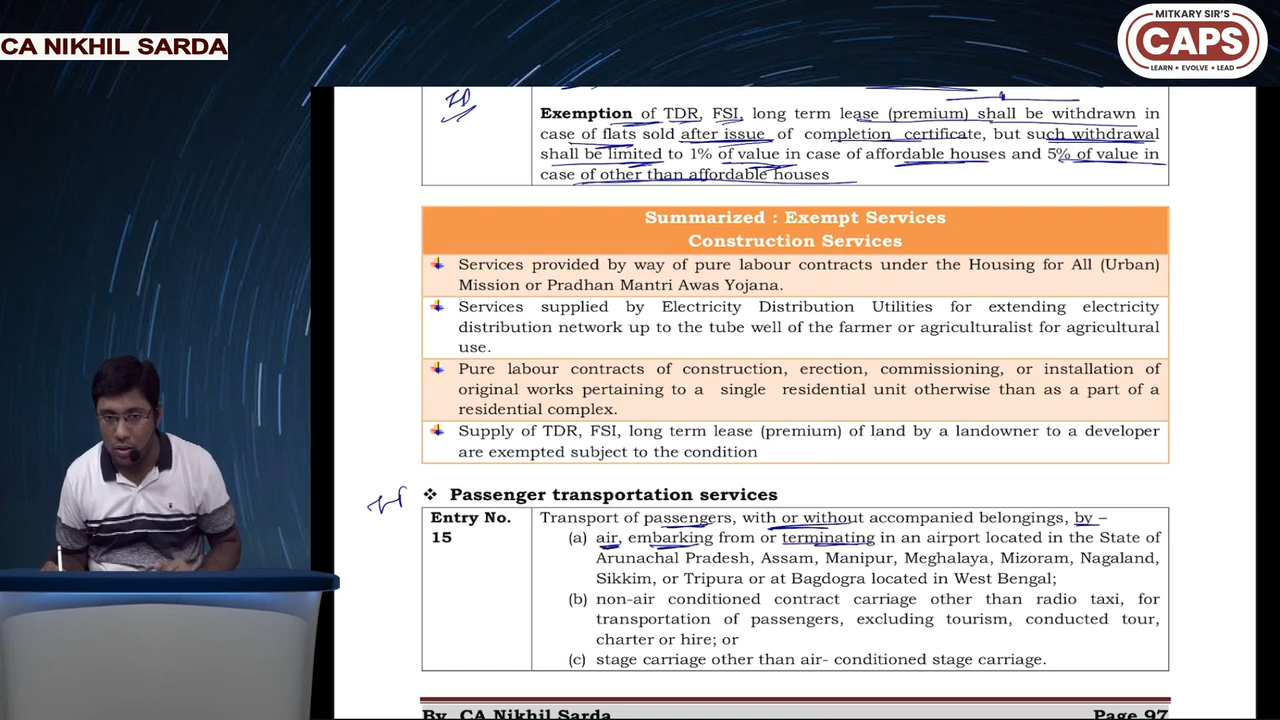 CA NIKHIL SARDA
MITKARY SIR'S
CAPS
LEARN • EVOLVE • LEAD
Exemption of TDR, FSI, long term lease (premium) shall be withdrawn in
case of flats sold after issue of completion certificate, but such withdrawal
shall be limited to 1% of value in case of affordable houses and 5% of value in
case of other than affordable houses
Summarized : Exempt Services
Construction Services
Services provided by way of pure labour contracts under the Housing for All (Urban)
Mission or Pradhan Mantri Awas Yojana.
Services supplied by Electricity Distribution Utilities for extending electricity
distribution network up to the tube well of the farmer or agriculturalist for agricultural
use.
Pure labour contracts of construction, erection, commissioning, or installation of
original works pertaining to a single residential unit otherwise than as a part of a
residential complex.
Supply of TDR, FSI, long term lease (premium) of land by a landowner to a developer
are exempted subject to the condition
❖ Passenger transportation services
Entry No.
15
Transport of passengers, with or without accompanied belongings, by –
(a) air, embarking from or terminating in an airport located in the State of
Arunachal Pradesh, Assam, Manipur, Meghalaya, Mizoram, Nagaland,
Sikkim, or Tripura or at Bagdogra located in West Bengal;
(b) non-air conditioned contract carriage other than radio taxi, for
transportation of passengers, excluding tourism, conducted tour,
charter or hire; or
(c) stage carriage other than air- conditioned stage carriage.
By CA Nikhil Sarda
Page 97